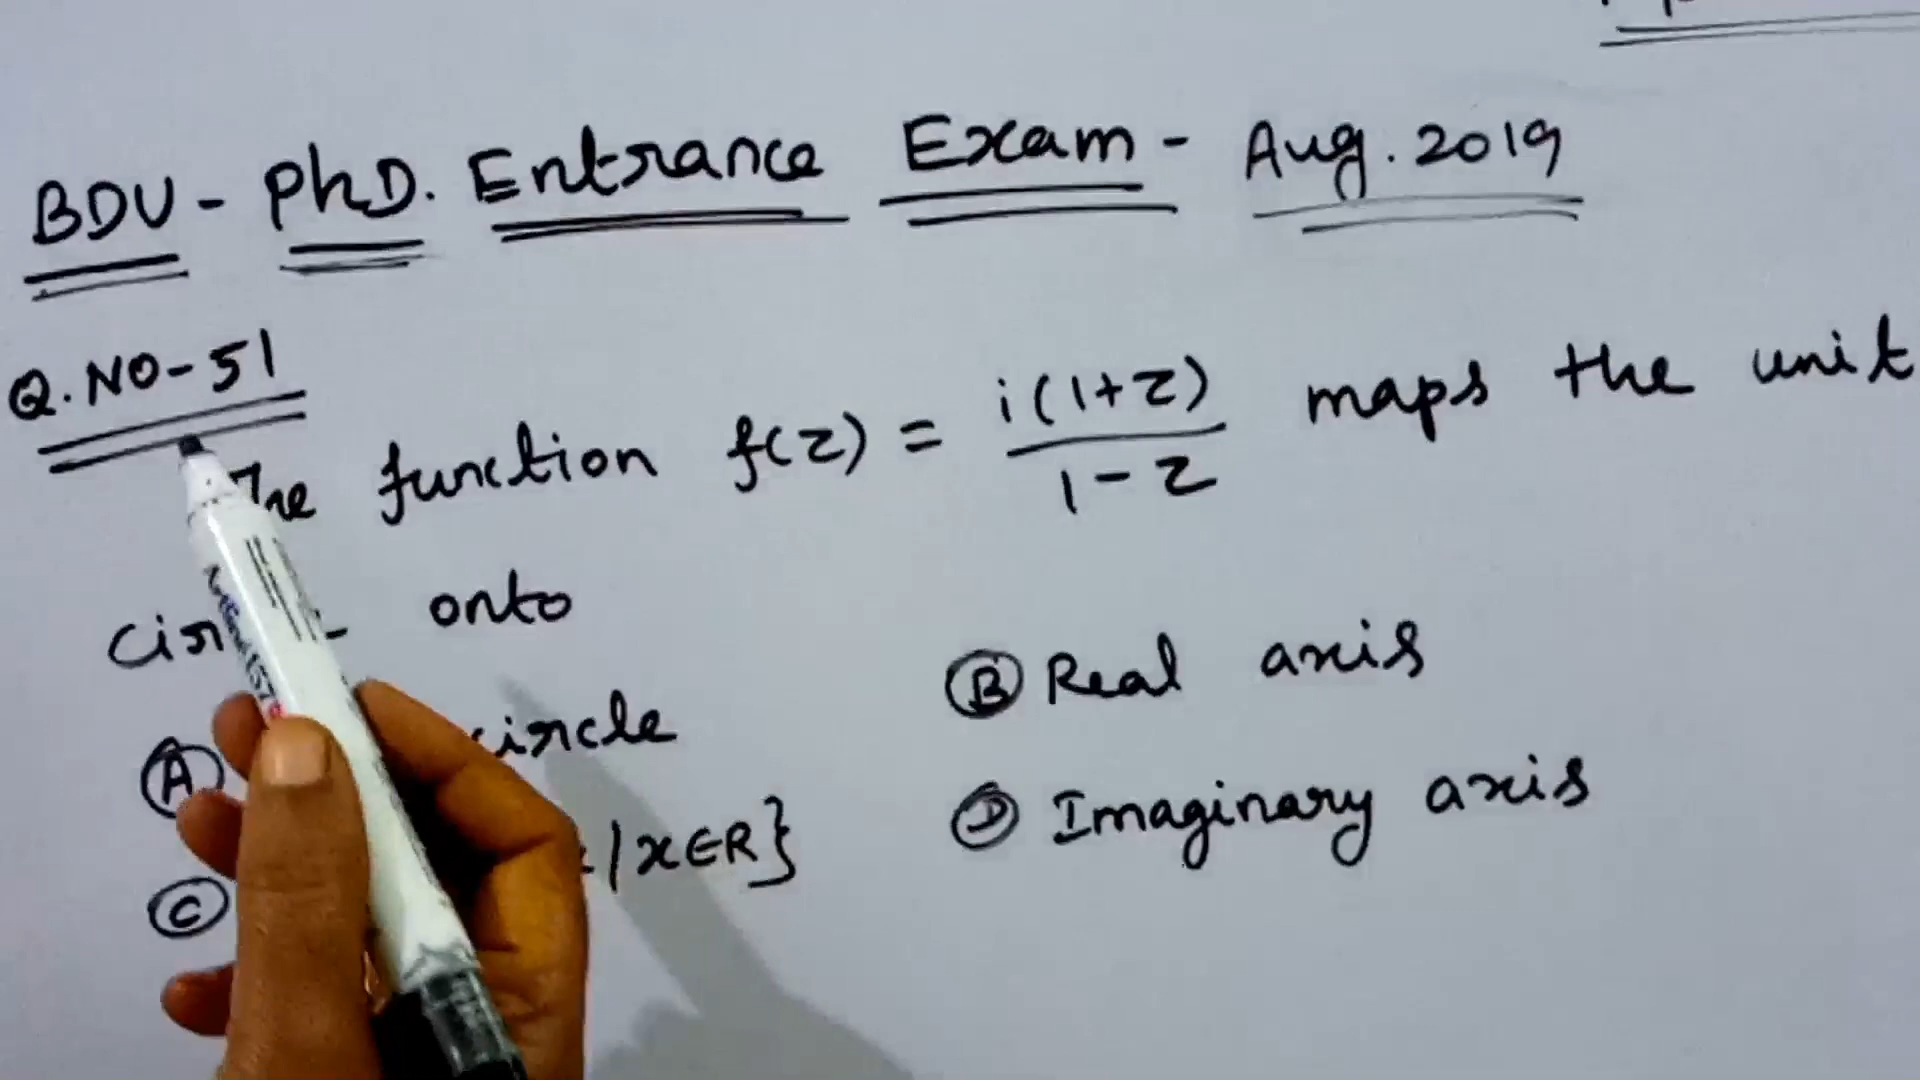 BDU - PhD. Entrance Exam - Aug. 2019
Q. NO - 51
The function f(z) = i(1+z) / 1-z maps the unit
onto
Ⓐ circle Ⓑ Real axis
Ⓒ | x∈R} Ⓓ Imaginary axis